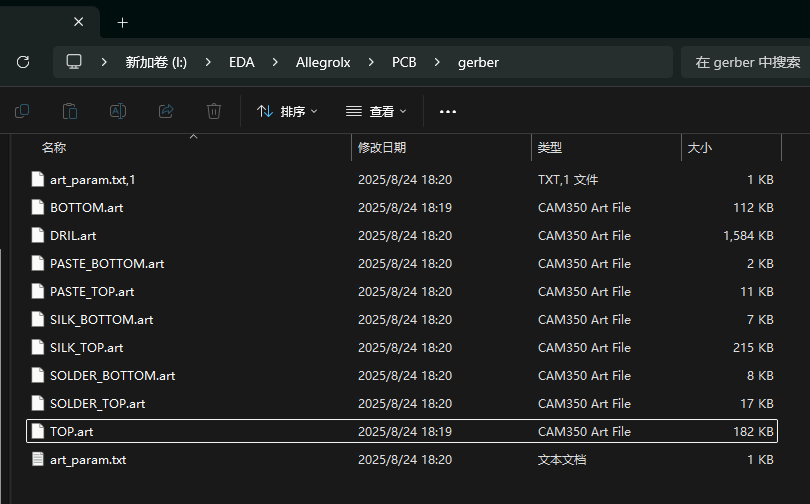 新加卷 (I:) EDA Allegrolx PCB gerber 在 gerber 中搜索
排序 查看
名称 修改日期 类型 大小
art_param.txt,1 2025/8/24 18:20 TXT,1 文件 1 KB
BOTTOM.art 2025/8/24 18:19 CAM350 Art File 112 KB
DRIL.art 2025/8/24 18:20 CAM350 Art File 1,584 KB
PASTE_BOTTOM.art 2025/8/24 18:20 CAM350 Art File 2 KB
PASTE_TOP.art 2025/8/24 18:20 CAM350 Art File 11 KB
SILK_BOTTOM.art 2025/8/24 18:20 CAM350 Art File 7 KB
SILK_TOP.art 2025/8/24 18:20 CAM350 Art File 215 KB
SOLDER_BOTTOM.art 2025/8/24 18:20 CAM350 Art File 8 KB
SOLDER_TOP.art 2025/8/24 18:20 CAM350 Art File 17 KB
TOP.art 2025/8/24 18:19 CAM350 Art File 182 KB
art_param.txt 2025/8/24 18:20 文本文档 1 KB